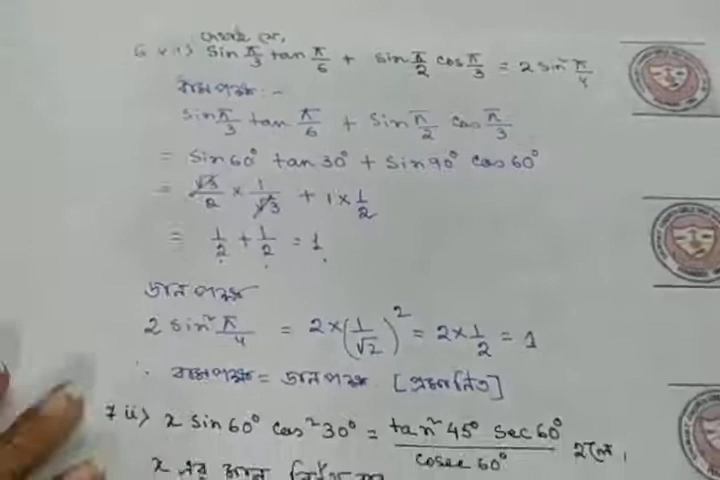 দেখাও যে,
6 vii) sin π/3 tan π/6 + sin π/2 cos π/3 = 2 sin² π/4
বামপক্ষ :-
sin π/3 tan π/6 + sin π/2 cos π/3
= sin 60° tan 30° + sin 90° cos 60°
= √3/2 × 1/√3 + 1 × 1/2
= 1/2 + 1/2 = 1
ডানপক্ষ
2 sin² π/4 = 2×(1/√2)² = 2×1/2 = 1
∴ বামপক্ষ = ডানপক্ষ [প্রমাণিত]
7 ii) x sin 60° cos² 30° = tan² 45° sec 60° / cosec 60° হলে,
x এর মান নির্ণয়